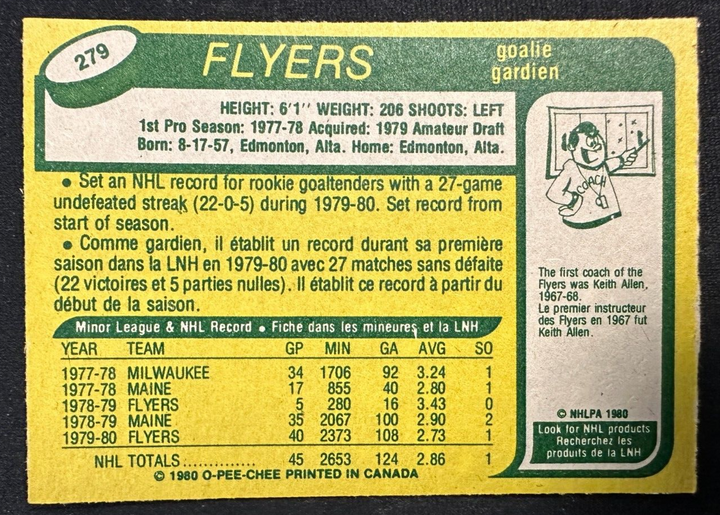 279
FLYERS
goalie
gardien
HEIGHT: 6'1'' WEIGHT: 206 SHOOTS: LEFT
1st Pro Season: 1977-78 Acquired: 1979 Amateur Draft
Born: 8-17-57, Edmonton, Alta. Home: Edmonton, Alta.
• Set an NHL record for rookie goaltenders with a 27-game
undefeated streak (22-0-5) during 1979-80. Set record from
start of season.
• Comme gardien, il établit un record durant sa première
saison dans la LNH en 1979-80 avec 27 matches sans défaite
(22 victoires et 5 parties nulles). Il établit ce record à partir du
début de la saison.
Minor League & NHL Record • Fiche dans les mineures et la LNH
YEAR TEAM GP MIN GA AVG SO
1977-78 MILWAUKEE 34 1706 92 3.24 1
1977-78 MAINE 17 855 40 2.80 1
1978-79 FLYERS 5 280 16 3.43 0
1978-79 MAINE 35 2067 100 2.90 2
1979-80 FLYERS 40 2373 108 2.73 1
NHL TOTALS.............. 45 2653 124 2.86 1
© 1980 O-PEE-CHEE PRINTED IN CANADA
COACH
The first coach of the
Flyers was Keith Allen,
1967-68.
Le premier instructeur
des Flyers en 1967 fut
Keith Allen.
© NHLPA 1980
Look for NHL products
Recherchez les
produits de la LNH